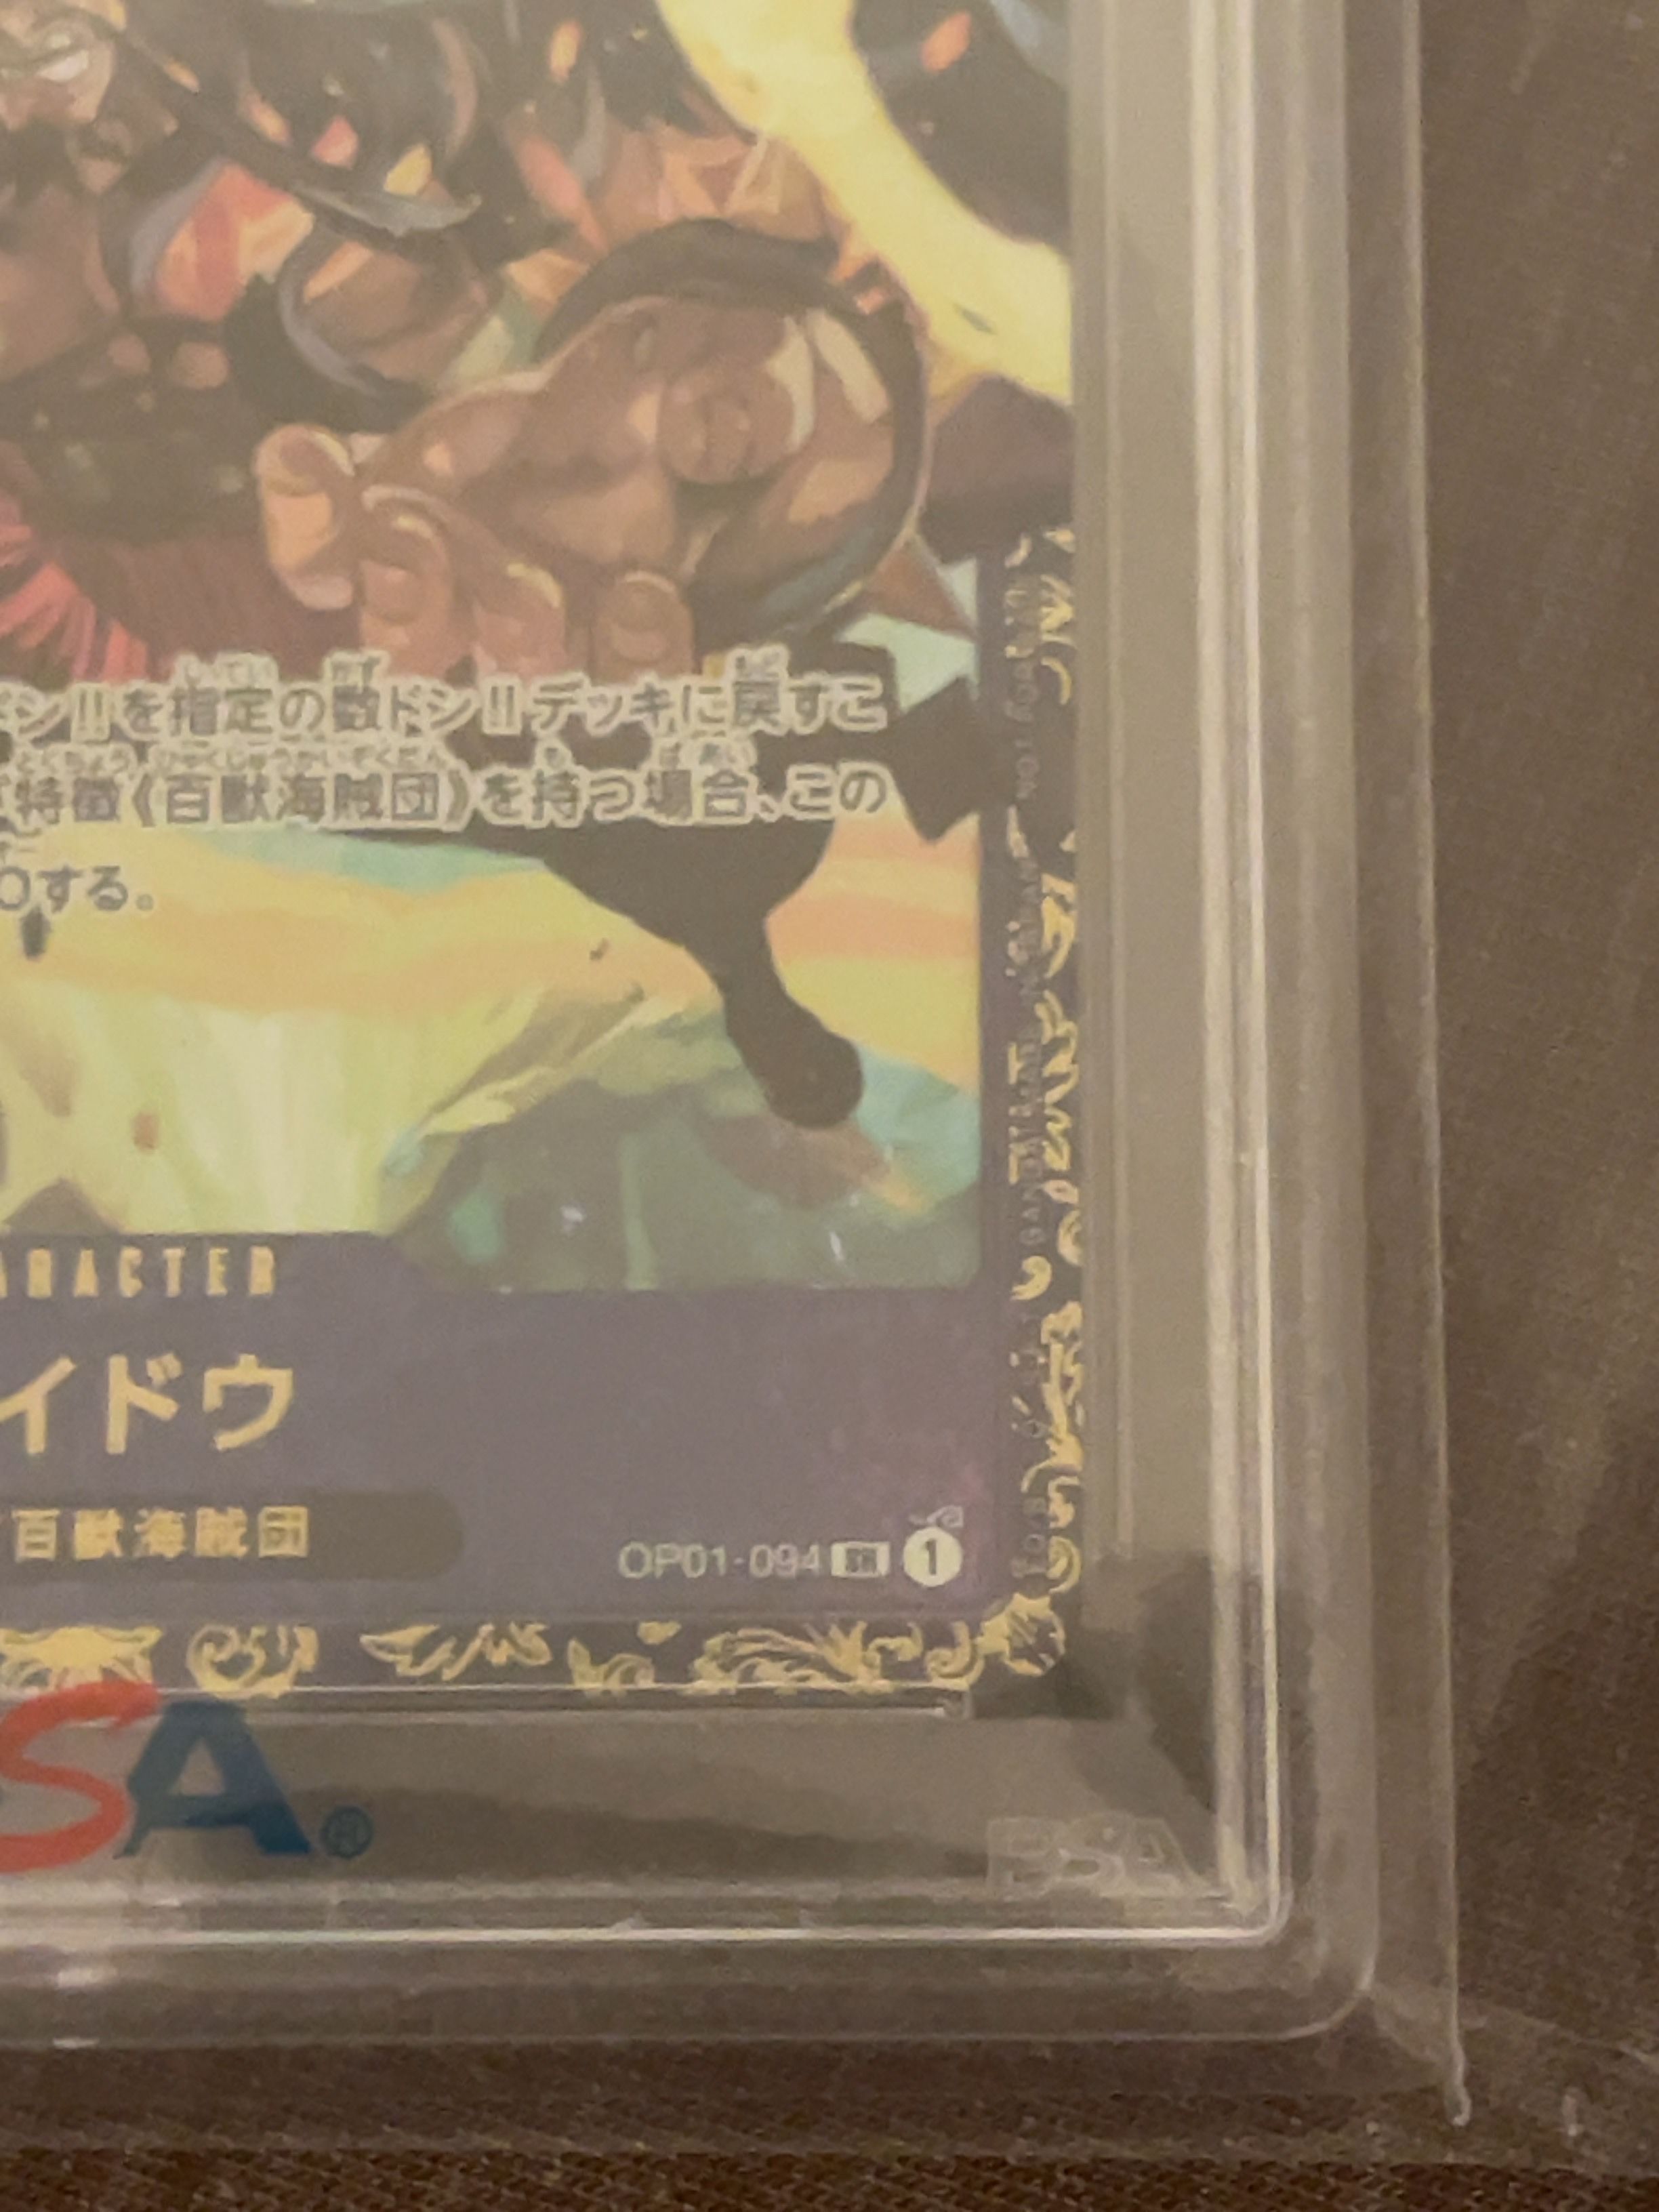 ドン!!を指定の数ドン!!デッキに戻すこ
特徴《百獣海賊団》を持つ場合、この
する。
CHARACTER
イドウ
百獣海賊団
OP01-094 1
SA®
PSA